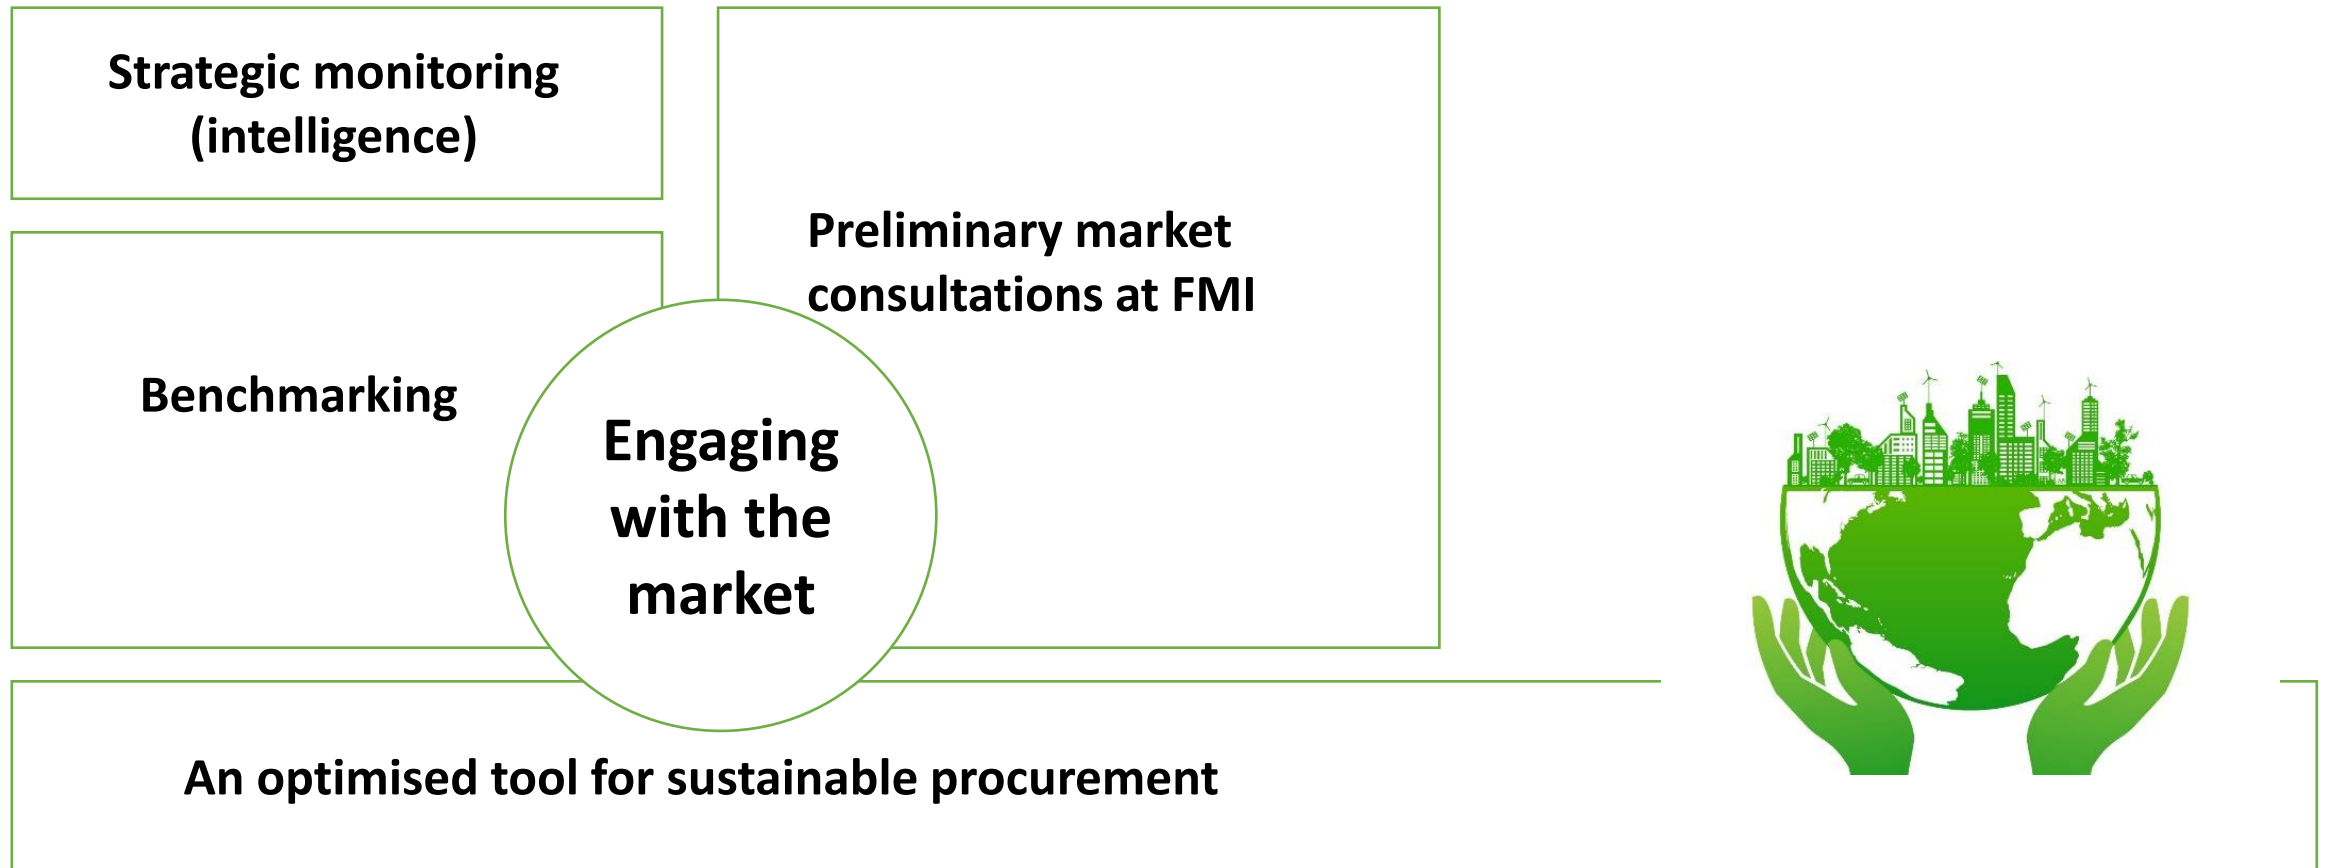 Strategic monitoring
(intelligence)
Preliminary market
consultations at FMI
Benchmarking
Engaging
with the
market
An optimised tool for sustainable procurement